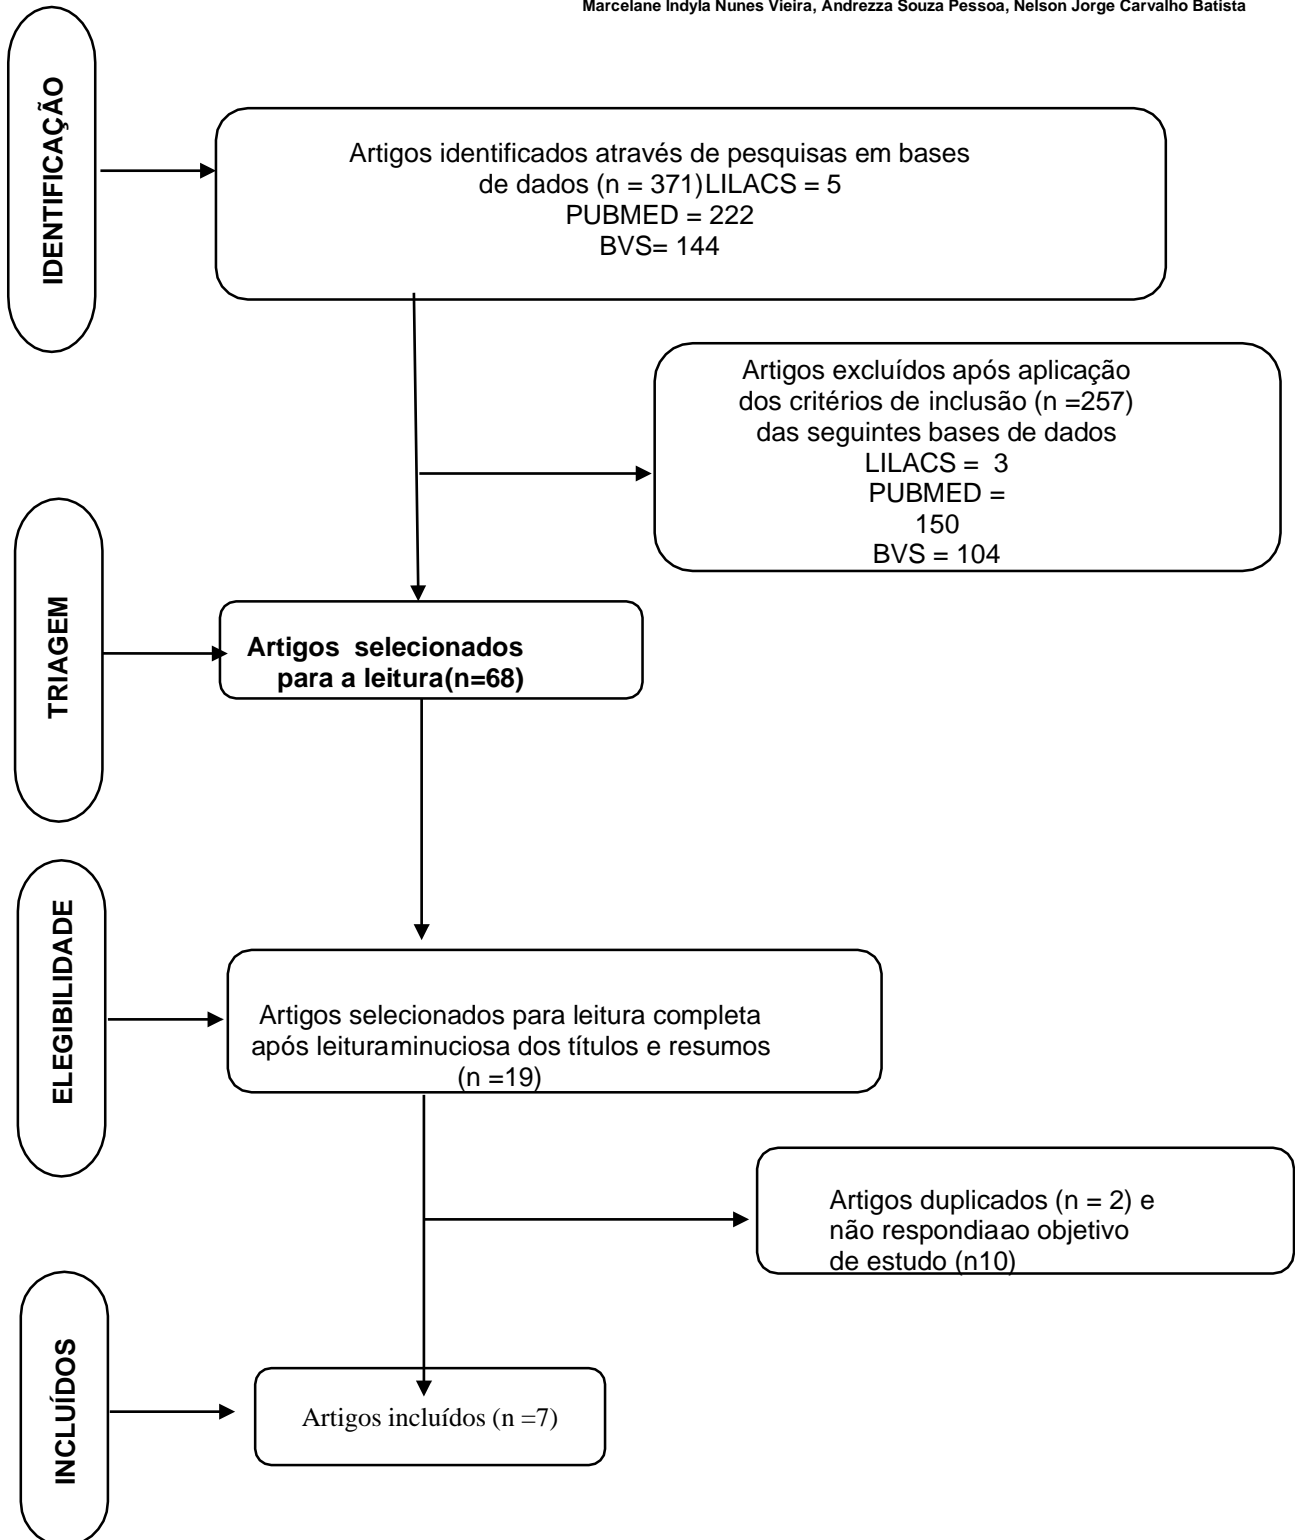 Marcelane Indyla Nunes Vieira, Andrezza Souza Pessoa, Nelson Jorge Carvalho Batista
IDENTIFICAÇÃO
Artigos identificados através de pesquisas em bases
de dados (n = 371)LILACS = 5
PUBMED = 222
BVS= 144
Artigos excluídos após aplicação
dos critérios de inclusão (n =257)
das seguintes bases de dados
LILACS = 3
PUBMED =
150
BVS = 104
TRIAGEM
Artigos selecionados
para a leitura(n=68)
ELEGIBILIDADE
Artigos selecionados para leitura completa
após leituraminuciosa dos títulos e resumos
(n =19)
Artigos duplicados (n = 2) e
não respondiaao objetivo
de estudo (n10)
INCLUÍDOS
Artigos incluídos (n =7)